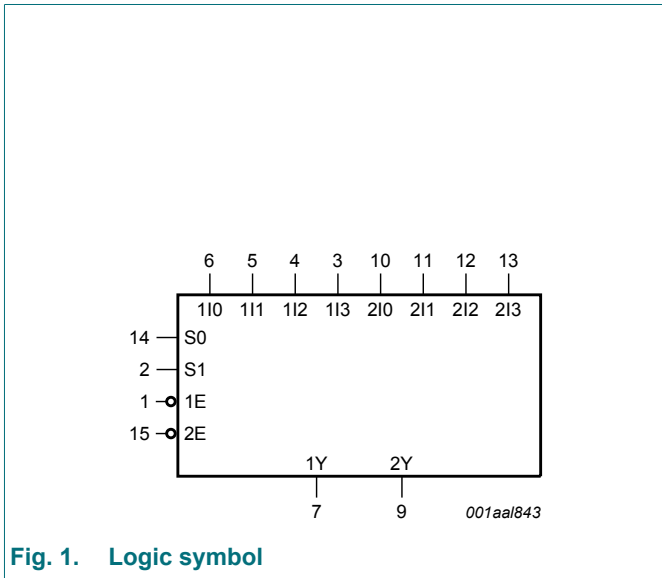 6 5 4 3 10 11 12 13
1I0 1I1 1I2 1I3 2I0 2I1 2I2 2I3
14 S0
2 S1
1 1E
15 2E
1Y 2Y
7 9 001aal843
Fig. 1. Logic symbol